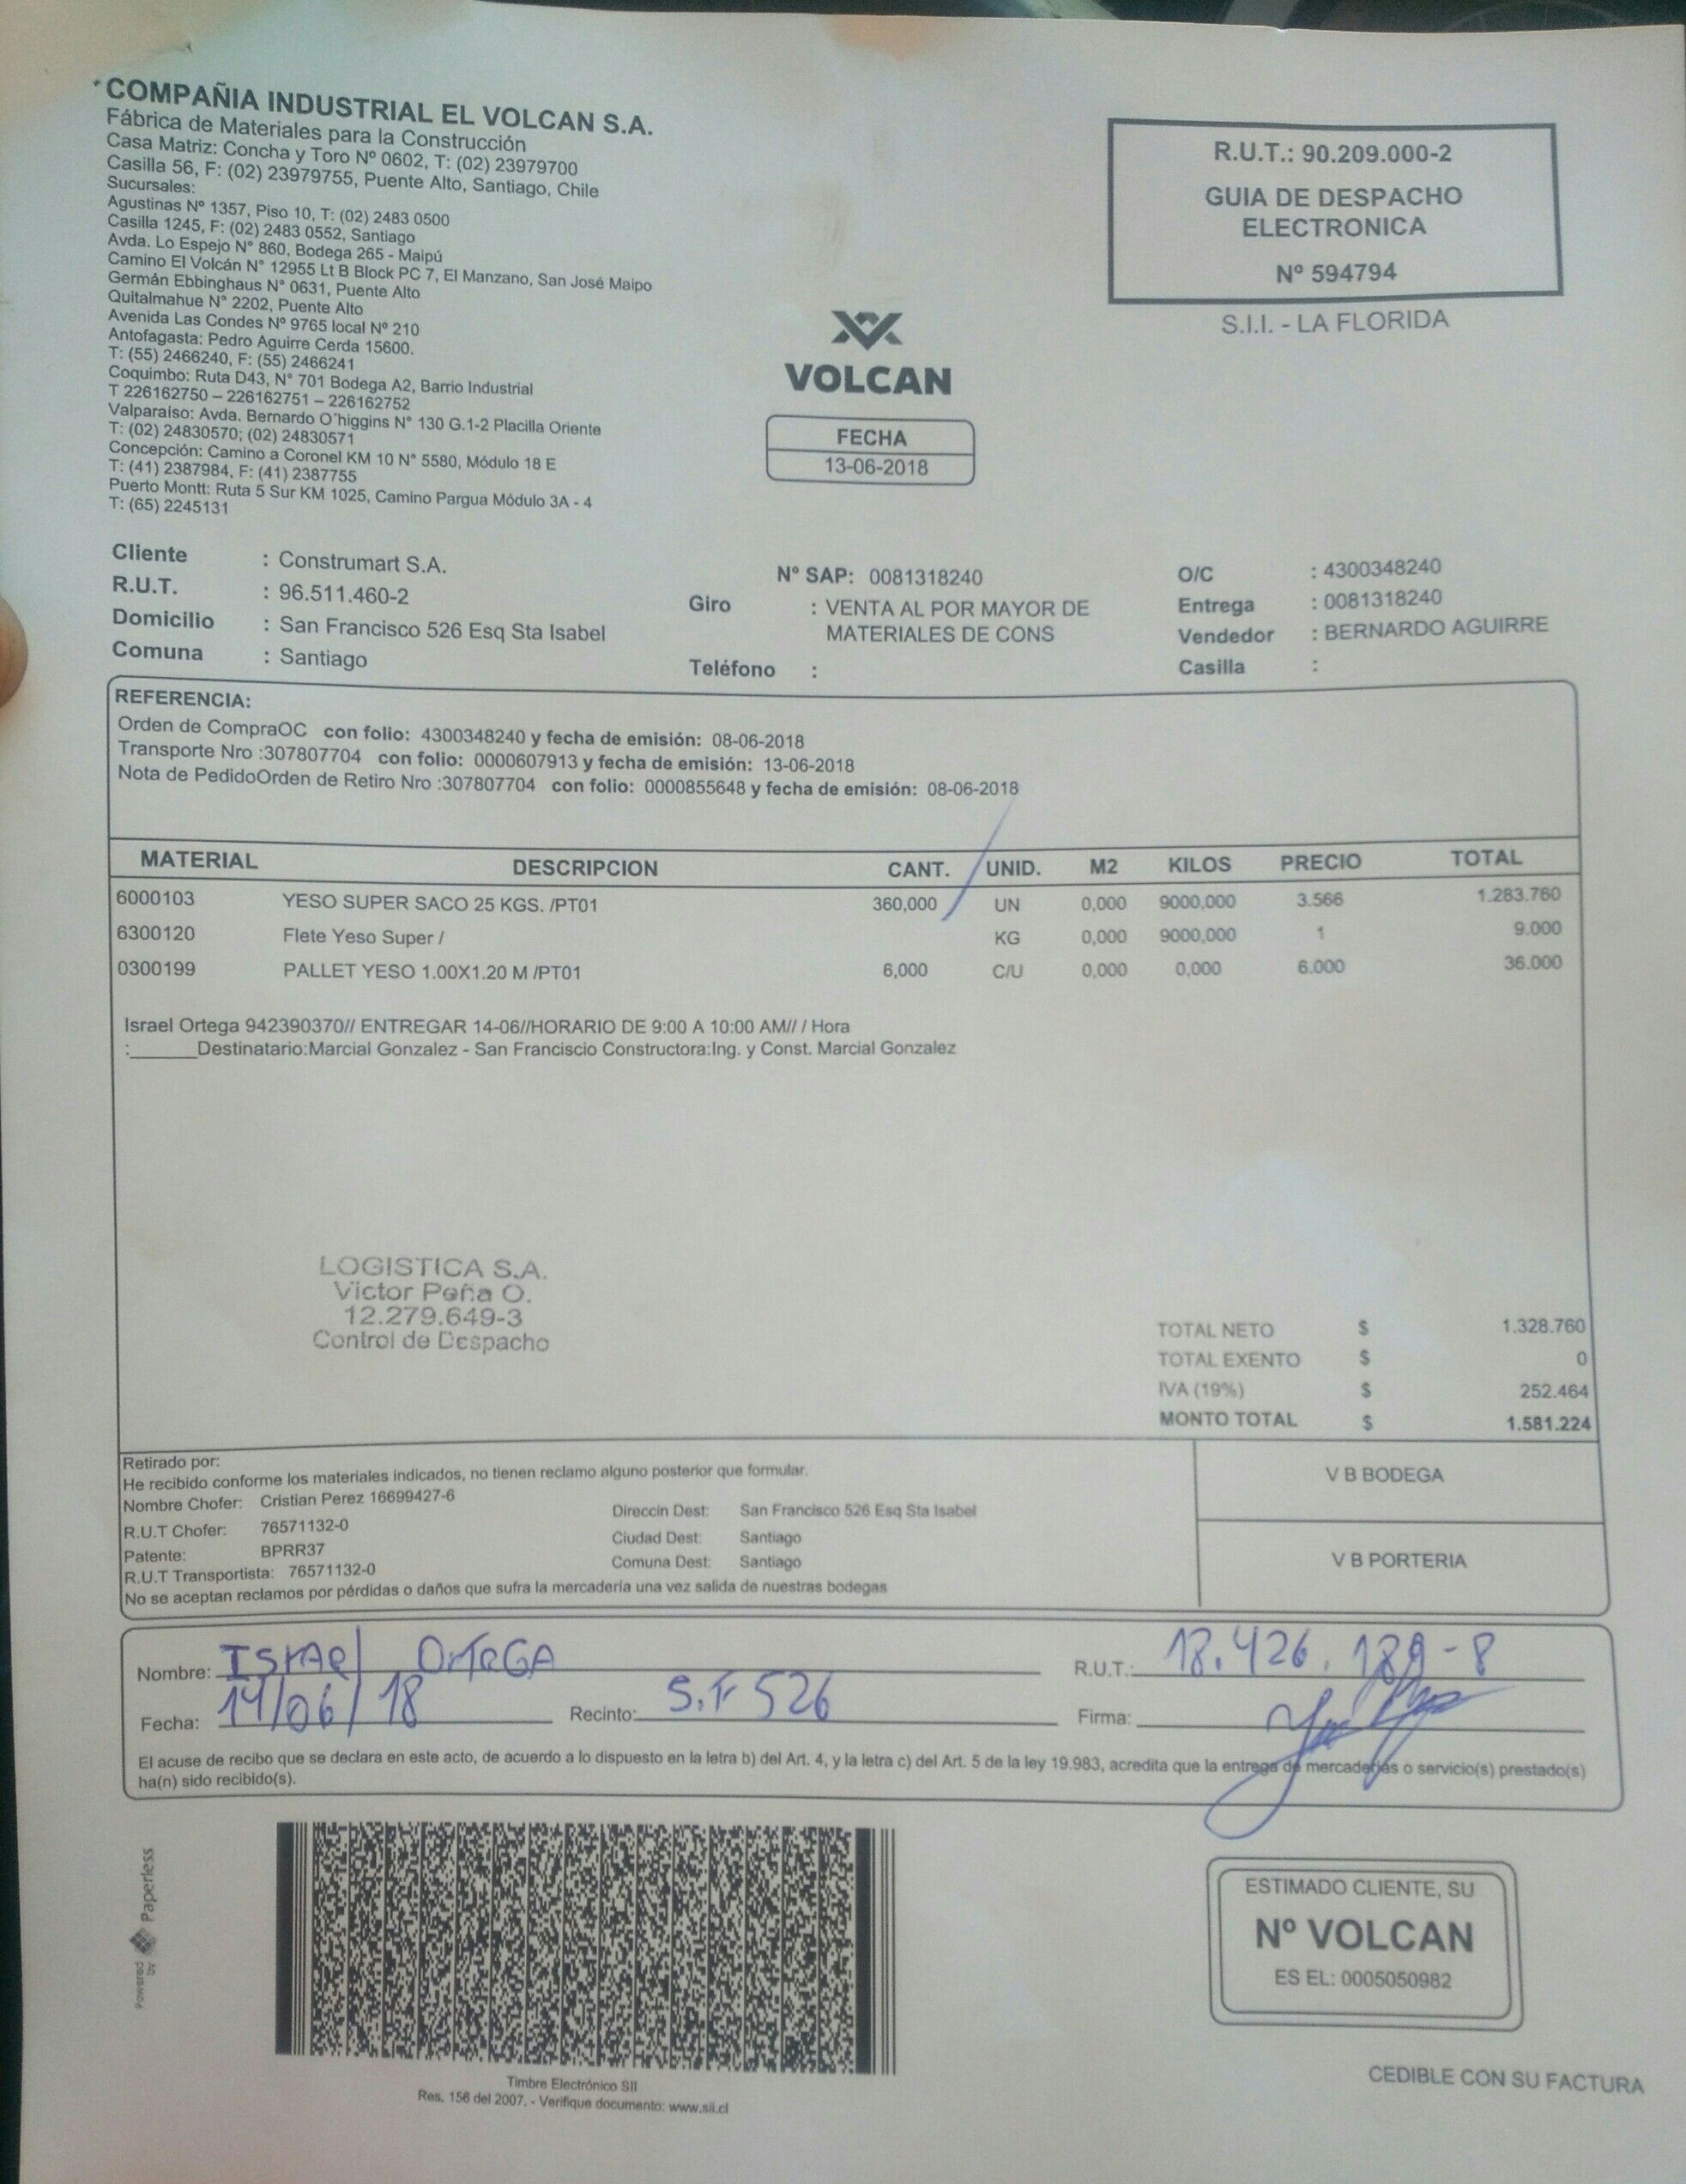 COMPAÑIA INDUSTRIAL EL VOLCAN S.A.
Fábrica de Materiales para la Construcción
Casa Matriz: Concha y Toro Nº 0602, T: (02) 23979700
Casilla 56, F: (02) 23979755, Puente Alto, Santiago, Chile
Sucursales:
Agustinas Nº 1357, Piso 10, T: (02) 2483 0500
Casilla 1245, F: (02) 2483 0552, Santiago
Avda. Lo Espejo N° 860, Bodega 265 - Maipú
Camino El Volcán N° 12955 Lt B Block PC 7, El Manzano, San José Maipo
Germán Ebbinghaus N° 0631, Puente Alto
Quitalmahue N° 2202, Puente Alto
Avenida Las Condes Nº 9765 local Nº 210
Antofagasta: Pedro Aguirre Cerda 15600.
T: (55) 2466240, F: (55) 2466241
Coquimbo: Ruta D43, N° 701 Bodega A2, Barrio Industrial
T 226162750 – 226162751 – 226162752
Valparaíso: Avda. Bernardo O´higgins N° 130 G.1-2 Placilla Oriente
T: (02) 24830570; (02) 24830571
Concepción: Camino a Coronel KM 10 N° 5580, Módulo 18 E
T: (41) 2387984, F: (41) 2387755
Puerto Montt: Ruta 5 Sur KM 1025, Camino Pargua Módulo 3A - 4
T: (65) 2245131
VOLCAN
FECHA
13-06-2018
R.U.T.: 90.209.000-2
GUIA DE DESPACHO
ELECTRONICA
Nº 594794
S.I.I. - LA FLORIDA
Cliente : Construmart S.A.
R.U.T. : 96.511.460-2
Domicilio : San Francisco 526 Esq Sta Isabel
Comuna : Santiago
Nº SAP: 0081318240
Giro : VENTA AL POR MAYOR DE
MATERIALES DE CONS
Teléfono :
O/C : 4300348240
Entrega : 0081318240
Vendedor : BERNARDO AGUIRRE
Casilla :
REFERENCIA:
Orden de CompraOC con folio: 4300348240 y fecha de emisión: 08-06-2018
Transporte Nro :307807704 con folio: 0000607913 y fecha de emisión: 13-06-2018
Nota de PedidoOrden de Retiro Nro :307807704 con folio: 0000855648 y fecha de emisión: 08-06-2018
MATERIAL DESCRIPCION CANT. UNID. M2 KILOS PRECIO TOTAL
6000103 YESO SUPER SACO 25 KGS. /PT01 360,000 UN 0,000 9000,000 3.566 1.283.760
6300120 Flete Yeso Super / KG 0,000 9000,000 1 9.000
0300199 PALLET YESO 1.00X1.20 M /PT01 6,000 C/U 0,000 0,000 6.000 36.000
Israel Ortega 942390370// ENTREGAR 14-06//HORARIO DE 9:00 A 10:00 AM// / Hora
:______Destinatario:Marcial Gonzalez - San Franciscio Constructora:Ing. y Const. Marcial Gonzalez
LOGISTICA S.A.
Victor Peña O.
12.279.649-3
Control de Despacho
TOTAL NETO $ 1.328.760
TOTAL EXENTO $ 0
IVA (19%) $ 252.464
MONTO TOTAL $ 1.581.224
Retirado por:
He recibido conforme los materiales indicados, no tienen reclamo alguno posterior que formular.
Nombre Chofer: Cristian Perez 16699427-6
R.U.T Chofer: 76571132-0
Patente: BPRR37
R.U.T Transportista: 76571132-0
Direccin Dest: San Francisco 526 Esq Sta Isabel
Ciudad Dest: Santiago
Comuna Dest: Santiago
No se aceptan reclamos por pérdidas o daños que sufra la mercadería una vez salida de nuestras bodegas
V B BODEGA
V B PORTERIA
Nombre: ISrAel OrTeGA R.U.T.: 18.426.189-8
Fecha: 14/06/18 Recinto: S.F 526 Firma:
El acuse de recibo que se declara en este acto, de acuerdo a lo dispuesto en la letra b) del Art. 4, y la letra c) del Art. 5 de la ley 19.983, acredita que la entrega de mercaderías o servicio(s) prestado(s)
ha(n) sido recibido(s).
Powered by Paperless
Timbre Electrónico SII
Res. 156 del 2007. - Verifique documento: www.sii.cl
ESTIMADO CLIENTE, SU
Nº VOLCAN
ES EL: 0005050982
CEDIBLE CON SU FACTURA